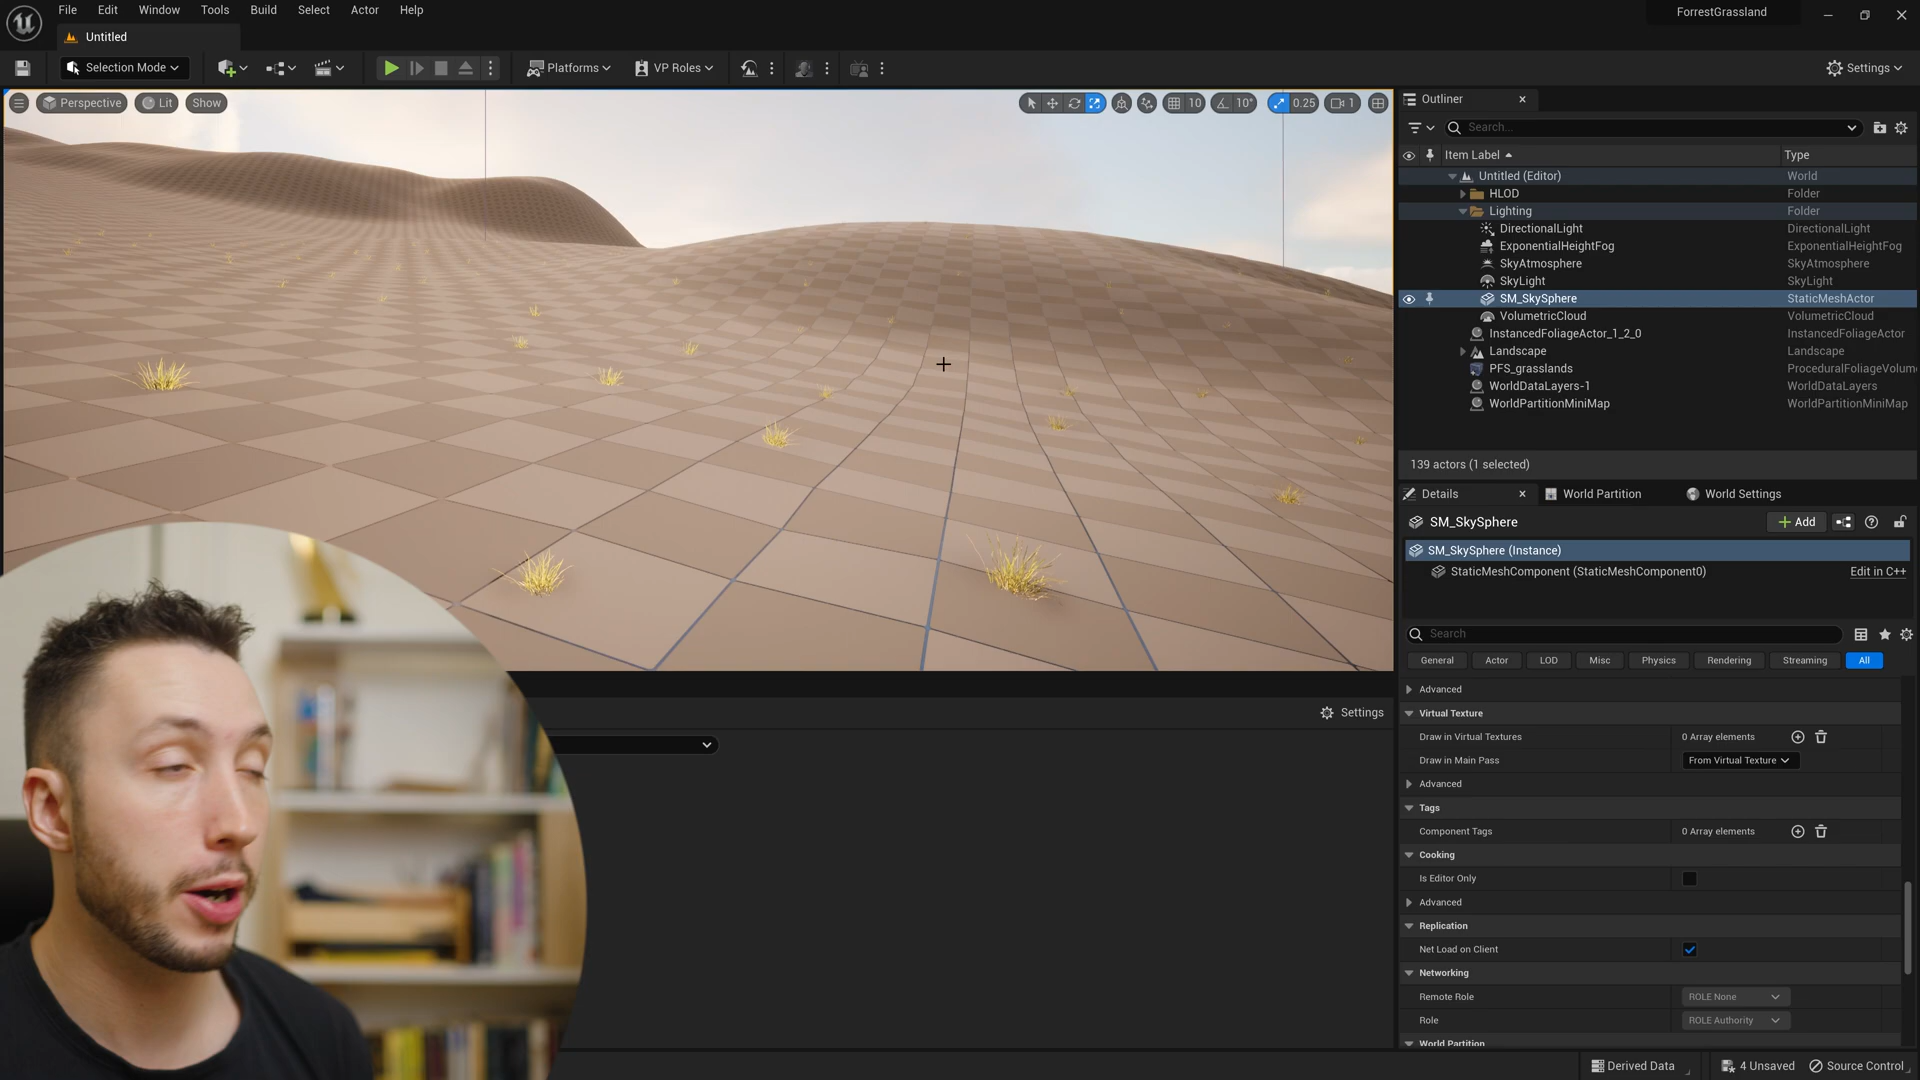 File Edit Window Tools Build Select Actor Help
ForrestGrassland
Untitled
Selection Mode
Platforms
VP Roles
Settings
Perspective
Lit
Show
10
10°
0.25
1
Outliner
Search...
Item Label Type
Untitled (Editor) World
HLOD Folder
Lighting Folder
DirectionalLight DirectionalLight
ExponentialHeightFog ExponentialHeightFog
SkyAtmosphere SkyAtmosphere
SkyLight SkyLight
SM_SkySphere StaticMeshActor
VolumetricCloud VolumetricCloud
InstancedFoliageActor_1_2_0 InstancedFoliageActor
Landscape Landscape
PFS_grasslands ProceduralFoliageVolum
WorldDataLayers-1 WorldDataLayers
WorldPartitionMiniMap WorldPartitionMiniMap
139 actors (1 selected)
Details World Partition World Settings
SM_SkySphere
Add
SM_SkySphere (Instance)
StaticMeshComponent (StaticMeshComponent0) Edit in C++
Search
General Actor LOD Misc Physics Rendering Streaming All
Advanced
Virtual Texture
Draw in Virtual Textures 0 Array elements
Draw in Main Pass From Virtual Texture
Advanced
Tags
Component Tags 0 Array elements
Cooking
Is Editor Only
Advanced
Replication
Net Load on Client
Networking
Remote Role ROLE None
Role ROLE Authority
World Partition
Settings
Derived Data
4 Unsaved
Source Control